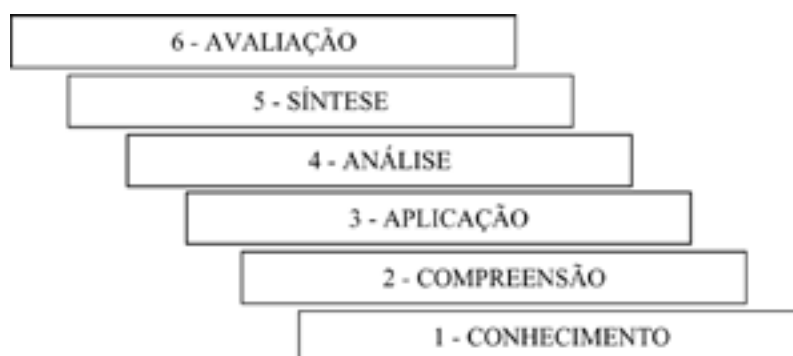 6 - AVALIAÇÃO
5 - SÍNTESE
4 - ANÁLISE
3 - APLICAÇÃO
2 - COMPREENSÃO
1 - CONHECIMENTO